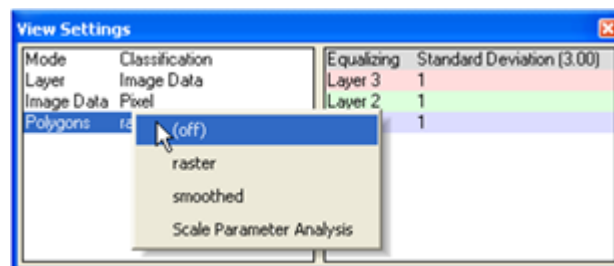 View Settings
Mode Classification
Layer Image Data
Image Data Pixel
Polygons ra
Equalizing Standard Deviation (3.00)
Layer 3 1
Layer 2 1
1
(off)
raster
smoothed
Scale Parameter Analysis